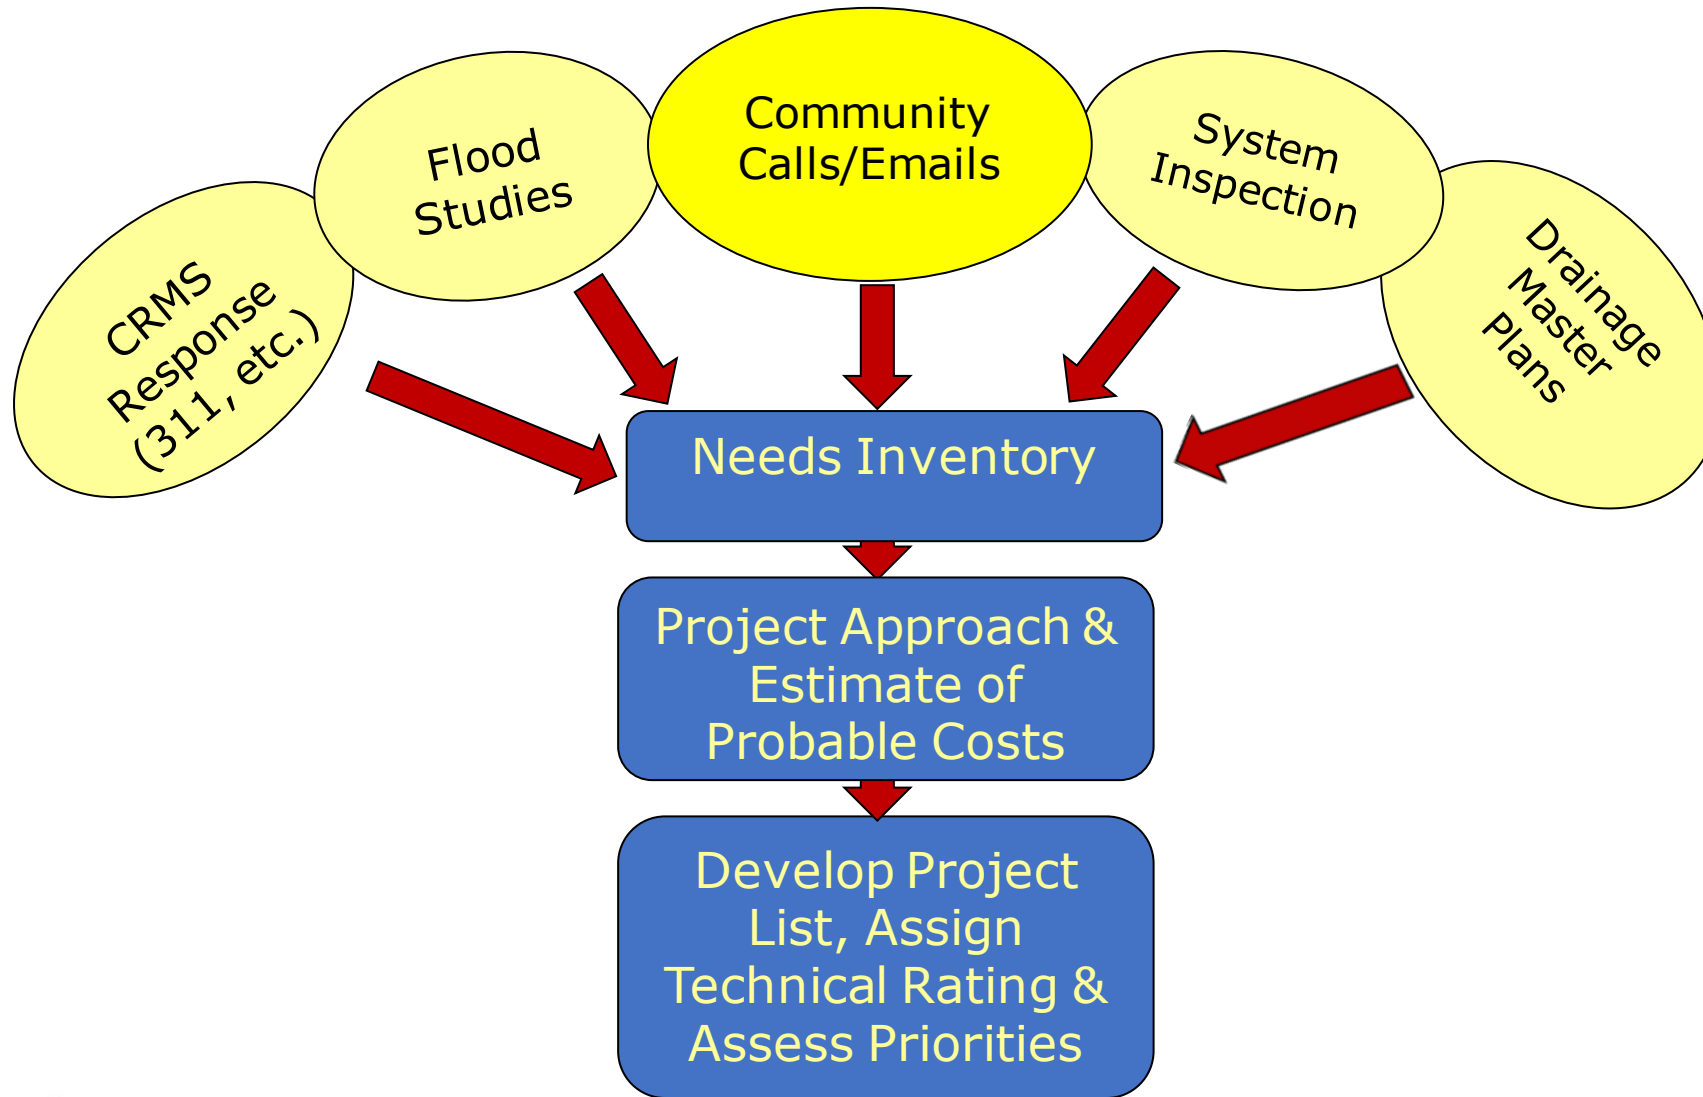 CRMS
Response
(311, etc.)
Flood
Studies
Community
Calls/Emails
System
Inspection
Drainage
Master
Plans
Needs Inventory
Project Approach &
Estimate of
Probable Costs
Develop Project
List, Assign
Technical Rating &
Assess Priorities